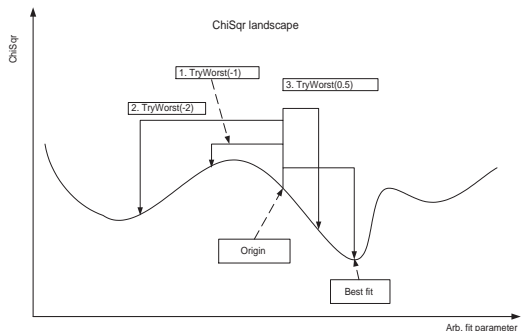 ChiSqr landscape
ChiSqr
1. TryWorst(-1)
3. TryWorst(0.5)
2. TryWorst(-2)
Origin
Best fit
Arb. fit parameter